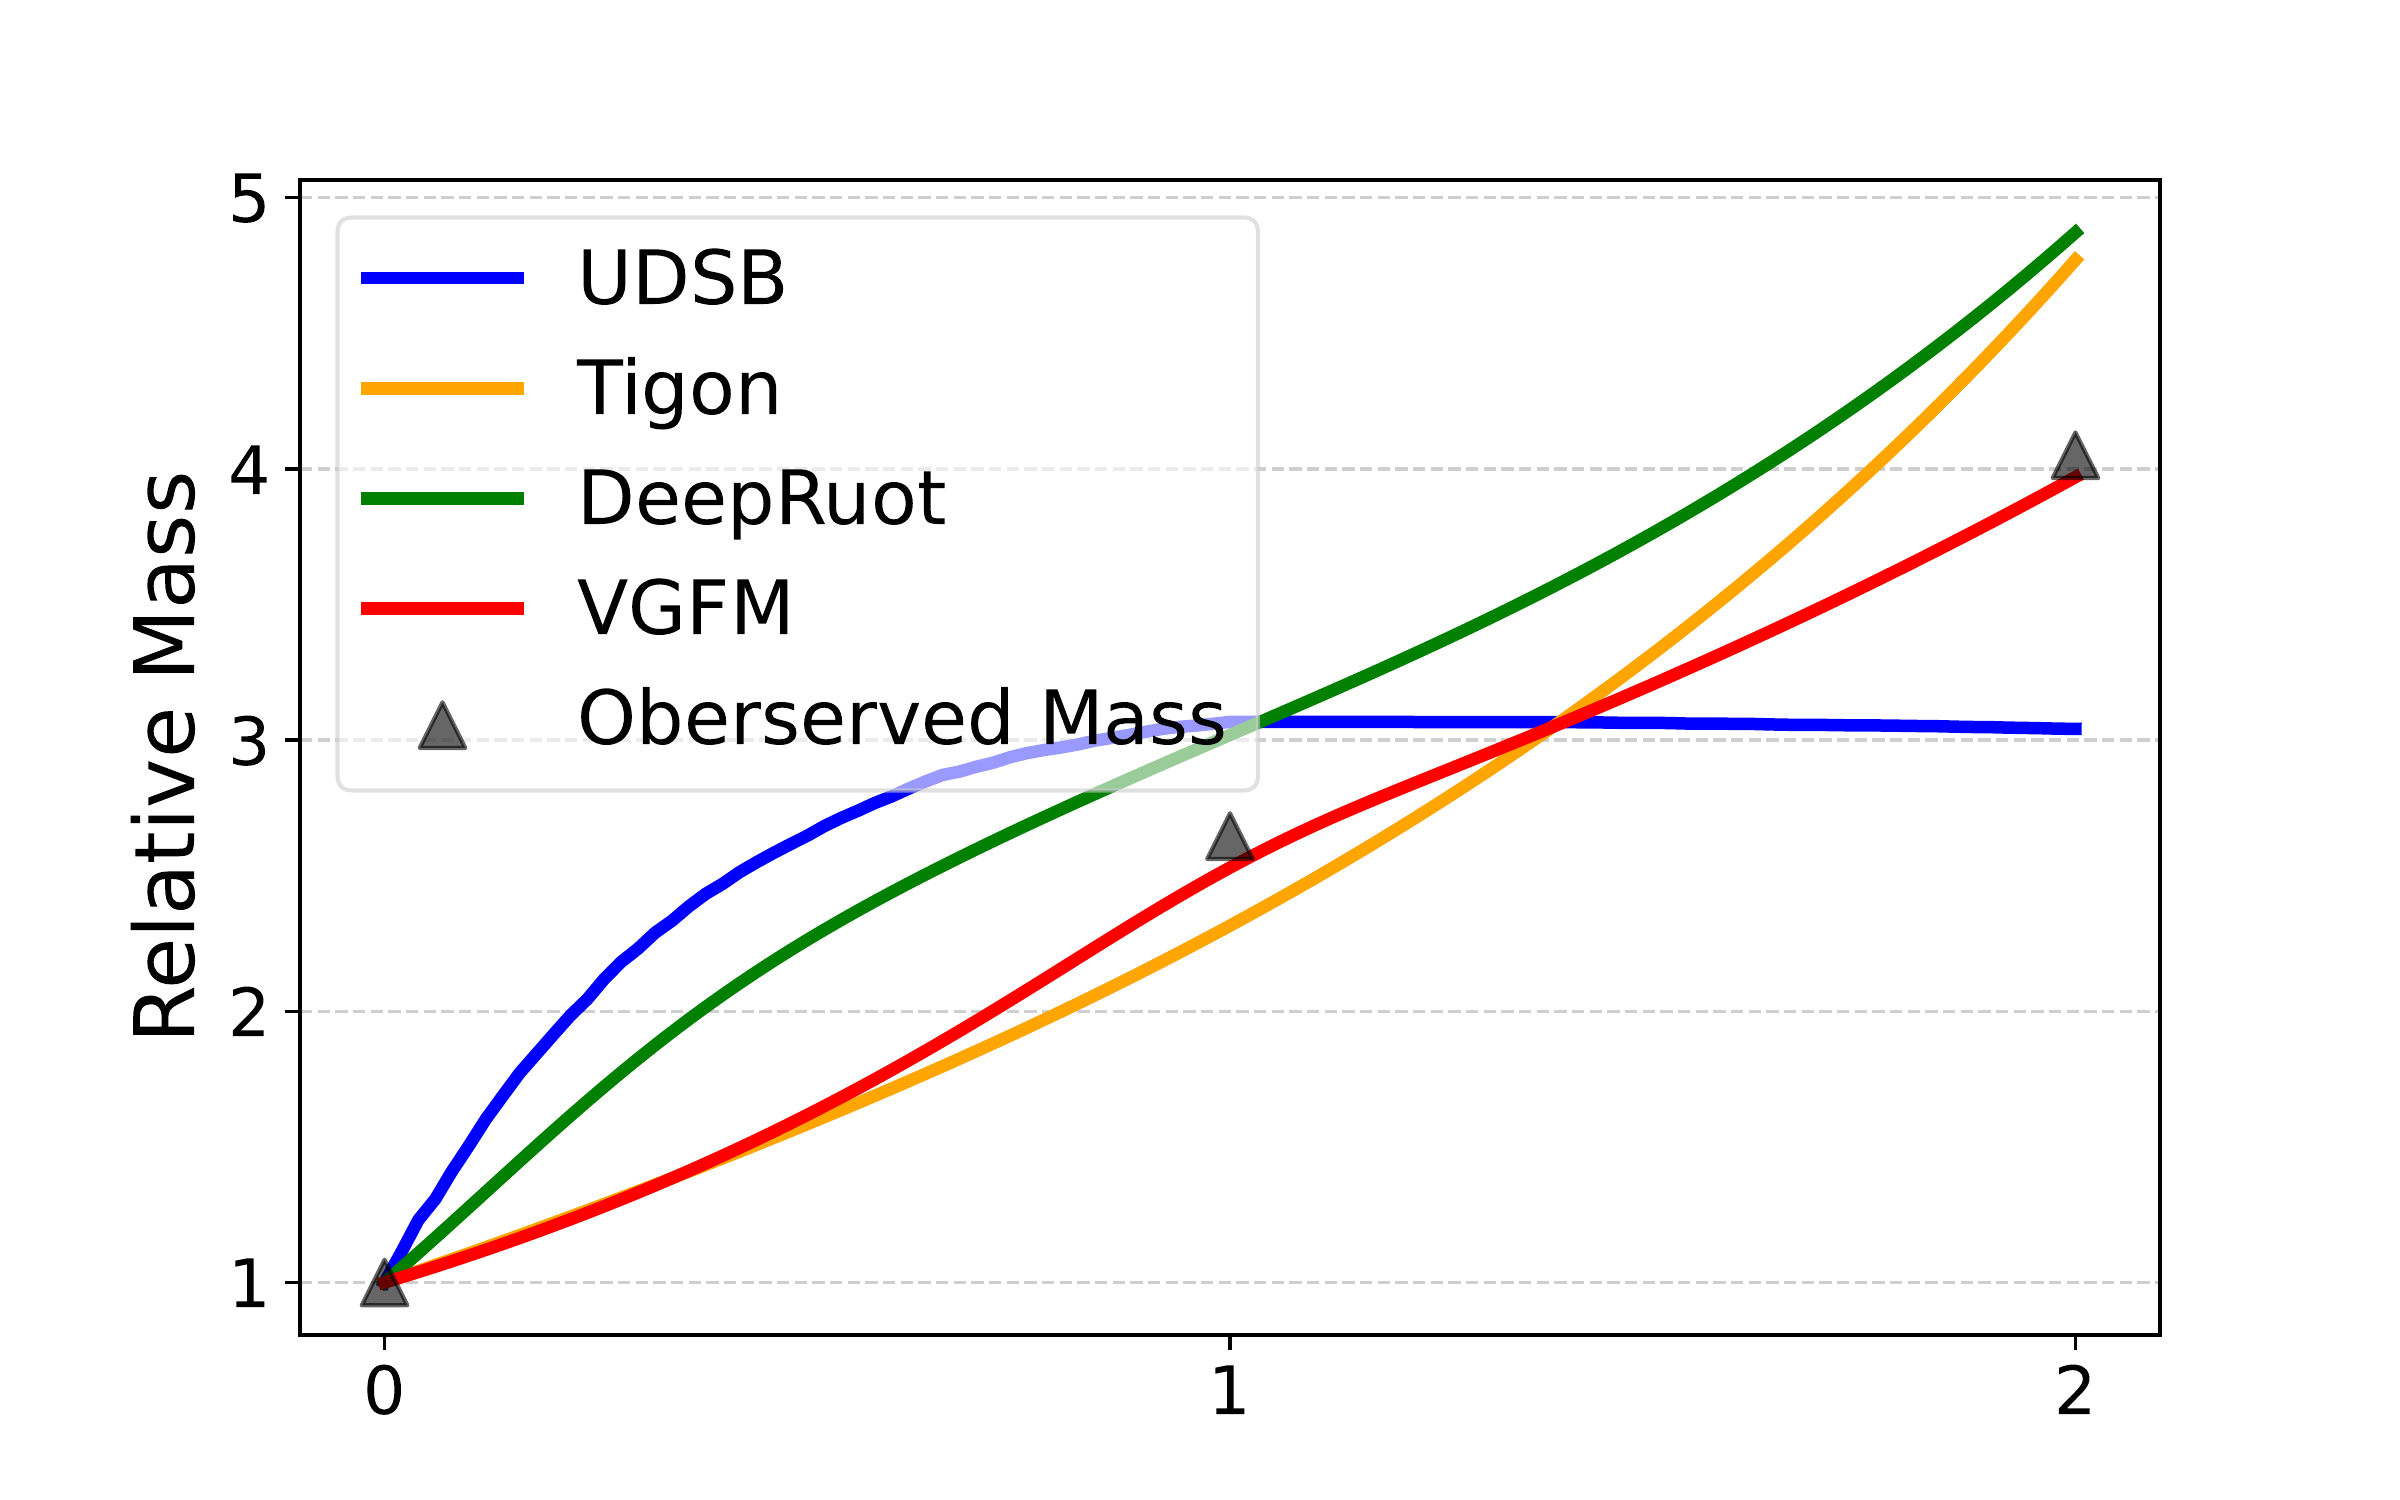 Relative Mass
5
4
3
2
1
UDSB
Tigon
DeepRuot
VGFM
Oberserved Mass
0 1 2